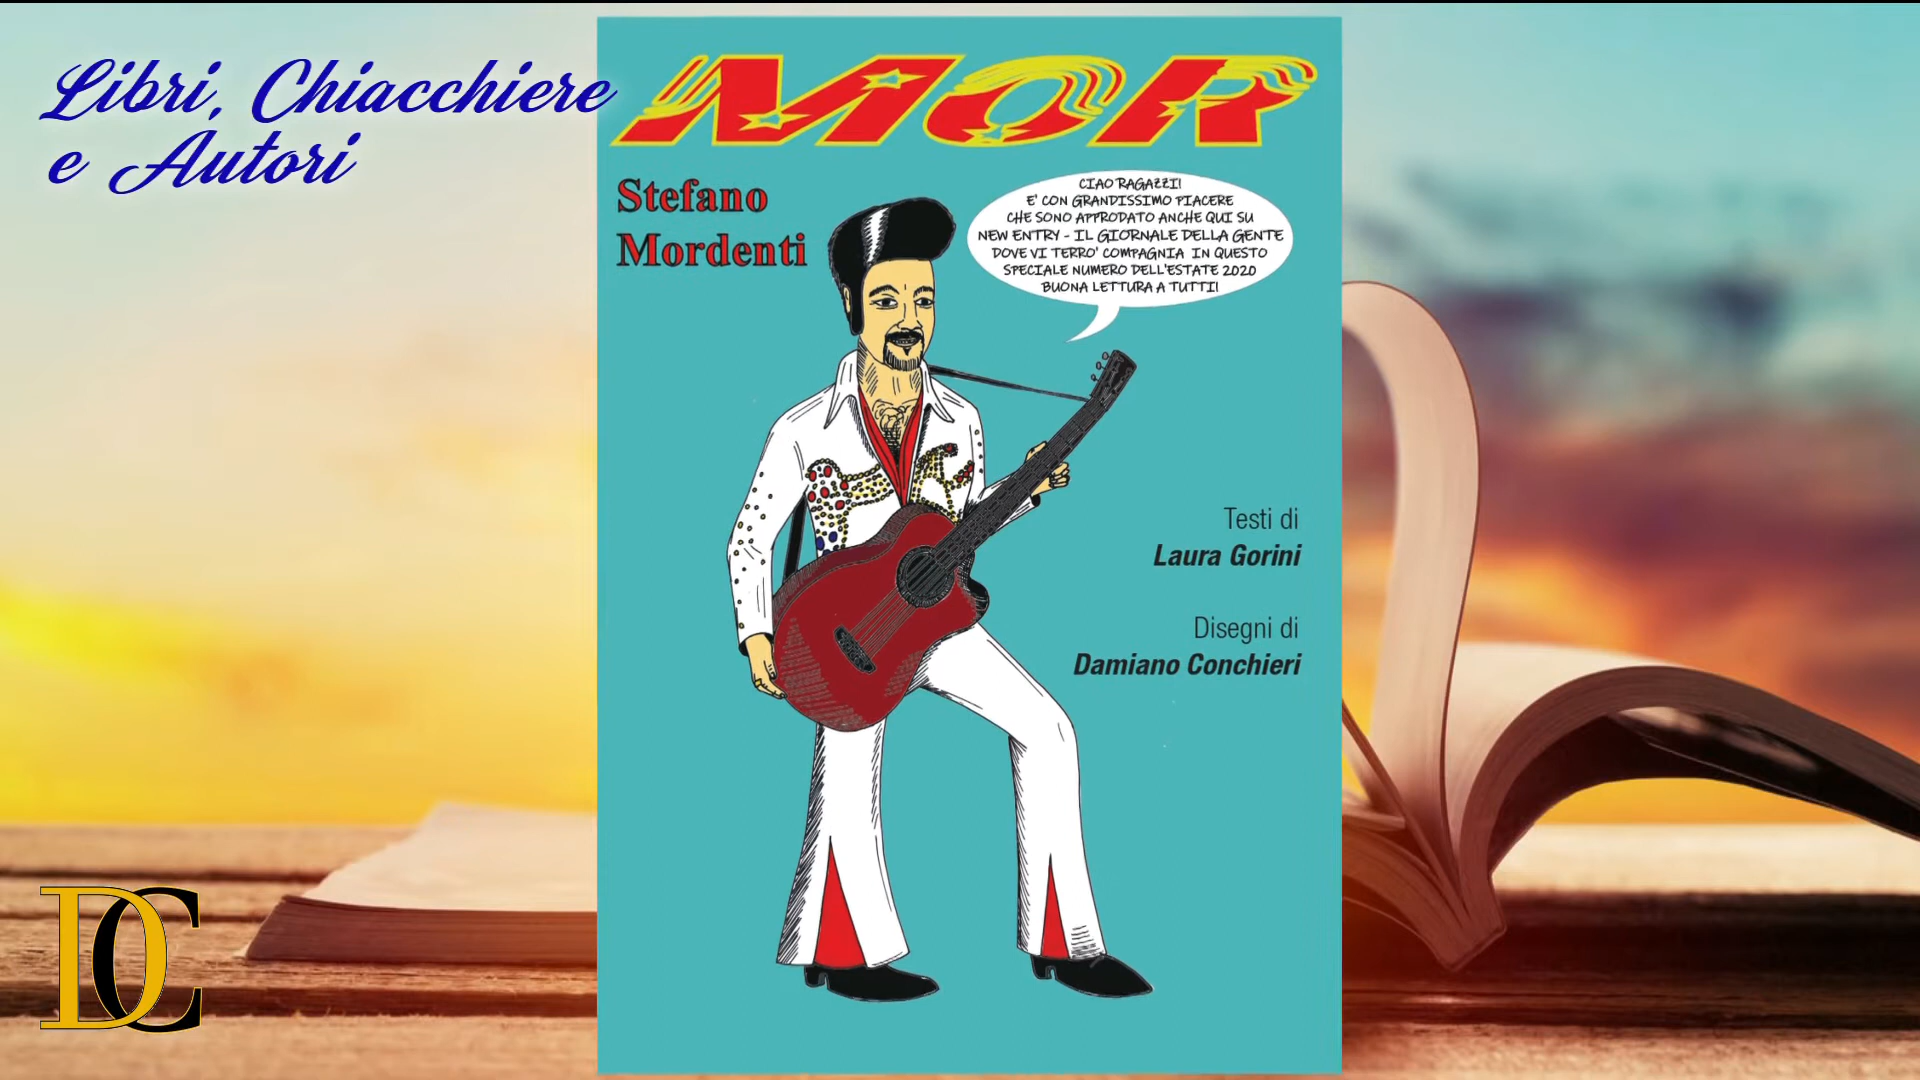 Libri, Chiacchiere
e Autori
MOR
Stefano
Mordenti
CIAO RAGAZZI!
E' CON GRANDISSIMO PIACERE
CHE SONO APPRODATO ANCHE QUI SU
NEW ENTRY - IL GIORNALE DELLA GENTE
DOVE VI TERRO' COMPAGNIA IN QUESTO
SPECIALE NUMERO DELL'ESTATE 2020
BUONA LETTURA A TUTTI!
Testi di
Laura Gorini
Disegni di
Damiano Conchieri
DC